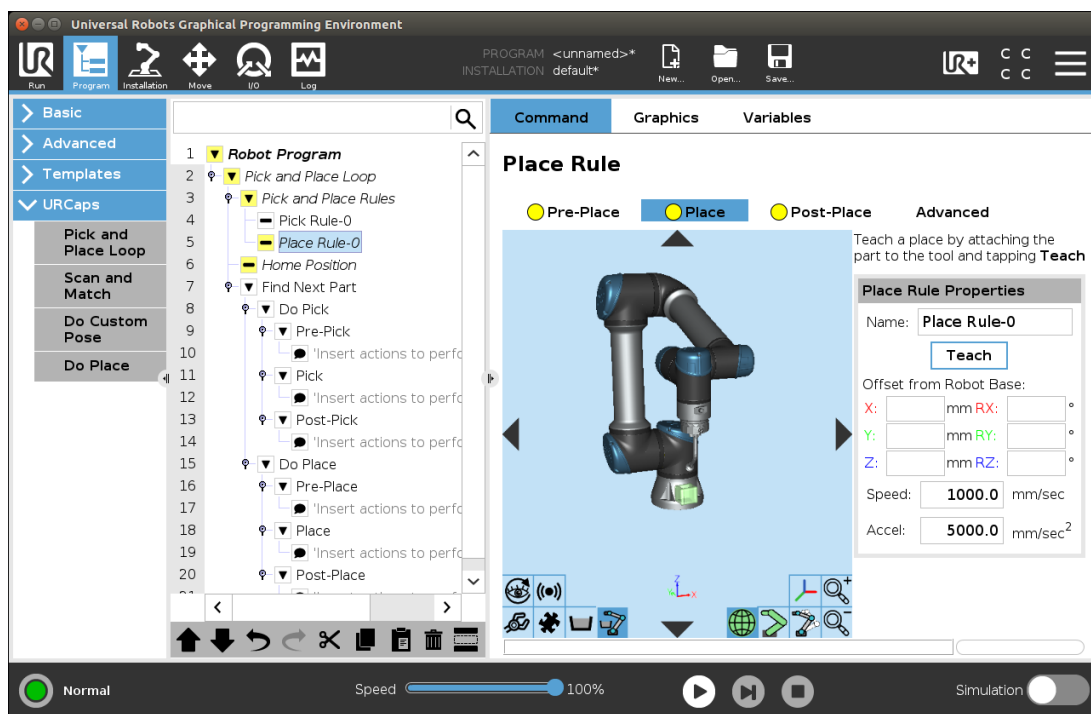 Universal Robots Graphical Programming Environment
PROGRAM <unnamed>*
INSTALLATION default*
Run Program Installation Move I/O Log
New... Open... Save...
UR+
C C
C C
Basic
Advanced
Templates
URCaps
Pick and
Place Loop
Scan and
Match
Do Custom
Pose
Do Place
1 Robot Program
2 Pick and Place Loop
3 Pick and Place Rules
4 Pick Rule-0
5 Place Rule-0
6 Home Position
7 Find Next Part
8 Do Pick
9 Pre-Pick
10 'Insert actions to perfo
11 Pick
12 'Insert actions to perfo
13 Post-Pick
14 'Insert actions to perfo
15 Do Place
16 Pre-Place
17 'Insert actions to perfo
18 Place
19 'Insert actions to perfo
20 Post-Place
Command Graphics Variables
Place Rule
Pre-Place Place Post-Place Advanced
Teach a place by attaching the
part to the tool and tapping Teach
Place Rule Properties
Name: Place Rule-0
Teach
Offset from Robot Base:
X: mm RX: °
Y: mm RY: °
Z: mm RZ: °
Speed: 1000.0 mm/sec
Accel: 5000.0 mm/sec2
Z
x
Normal
Speed 100%
Simulation